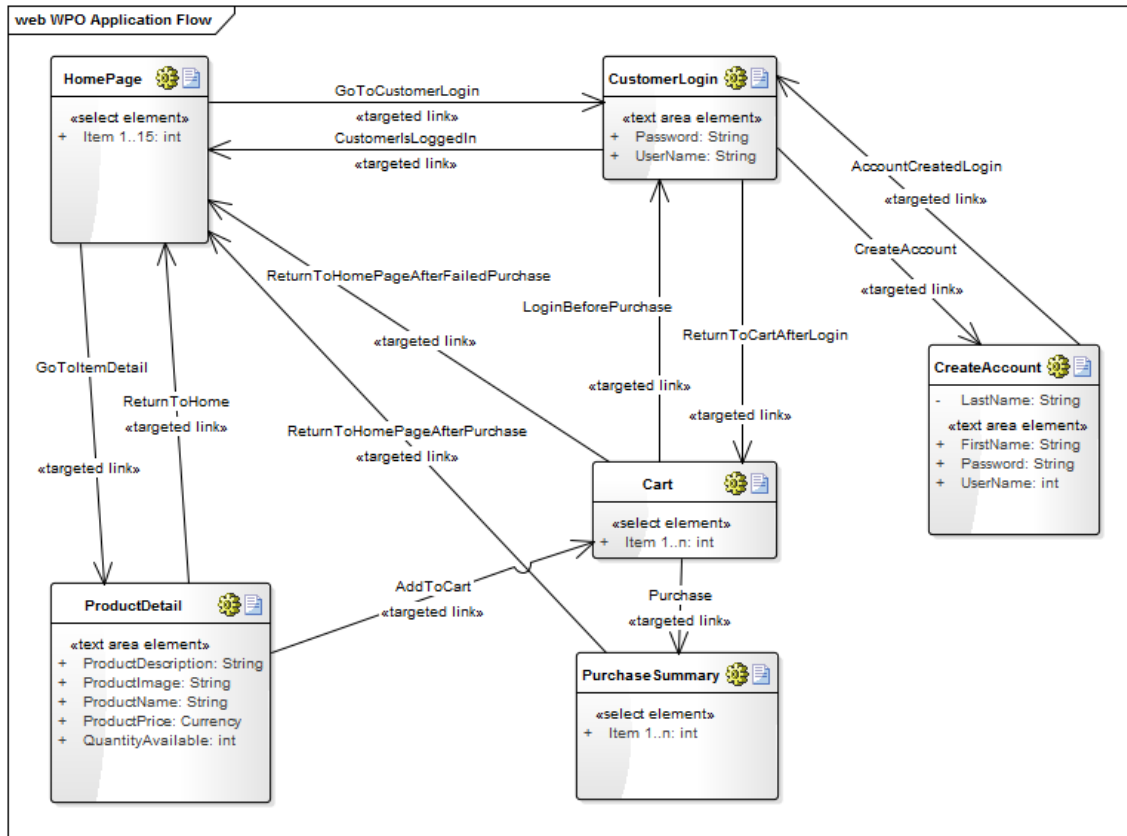 web WPO Application Flow
HomePage
«select element»
+ Item 1..15: int
GoToCustomerLogin
«targeted link»
CustomerIsLoggedIn
«targeted link»
CustomerLogin
«text area element»
+ Password: String
+ UserName: String
AccountCreatedLogin
«targeted link»
CreateAccount
«targeted link»
ReturnToHomePageAfterFailedPurchase
«targeted link»
LoginBeforePurchase
«targeted link»
ReturnToCartAfterLogin
«targeted link»
GoToItemDetail
«targeted link»
ReturnToHome
«targeted link»
ReturnToHomePageAfterPurchase
«targeted link»
CreateAccount
- LastName: String
«text area element»
+ FirstName: String
+ Password: String
+ UserName: int
Cart
«select element»
+ Item 1..n: int
AddToCart
«targeted link»
Purchase
«targeted link»
ProductDetail
«text area element»
+ ProductDescription: String
+ ProductImage: String
+ ProductName: String
+ ProductPrice: Currency
+ QuantityAvailable: int
PurchaseSummary
«select element»
+ Item 1..n: int